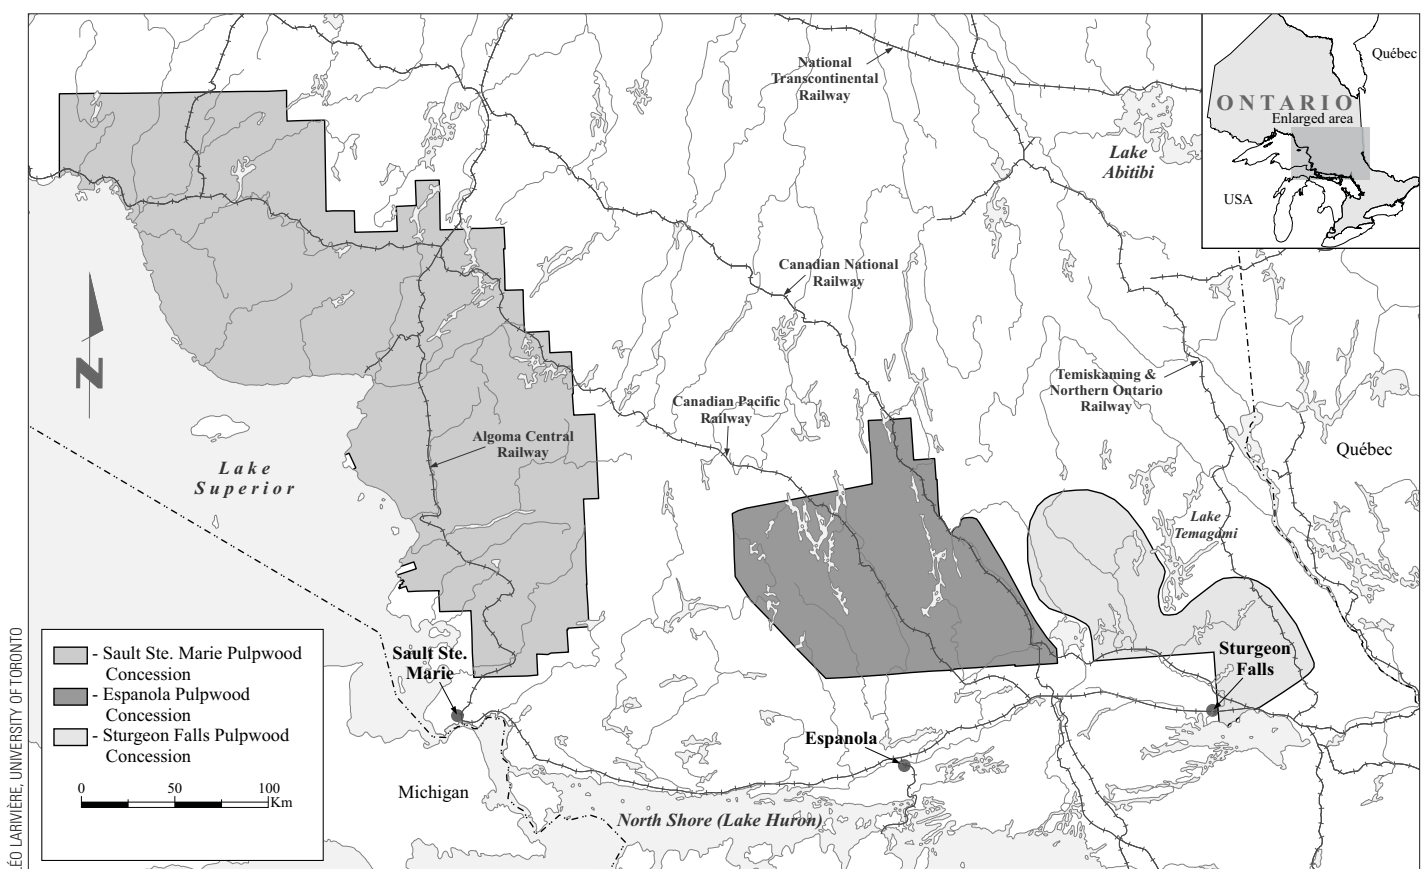 National
Transcontinental
Railway
Québec
ONTARIO
Enlarged area
USA
Lake
Abitibi
Canadian National
Railway
Temiskaming &
Northern Ontario
Railway
Canadian Pacific
Railway
Algoma Central
Railway
Québec
Lake
Superior
N
Lake
Temagami
Sault Ste.
Marie
Sturgeon
Falls
Espanola
Michigan
North Shore (Lake Huron)
- Sault Ste. Marie Pulpwood
Concession
- Espanola Pulpwood
Concession
- Sturgeon Falls Pulpwood
Concession
0 50 100
Km
LÉO LARIVIÈRE, UNIVERSITY OF TORONTO